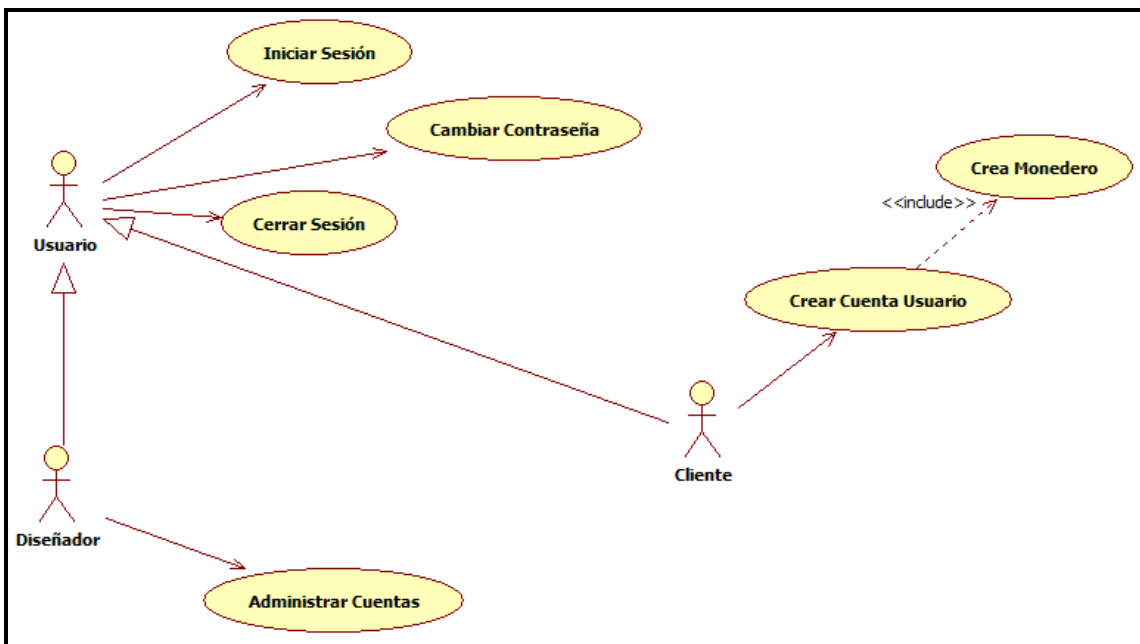 Iniciar Sesión
Cambiar Contraseña
Crea Monedero
<<include>>
Cerrar Sesión
Usuario
Crear Cuenta Usuario
Cliente
Diseñador
Administrar Cuentas